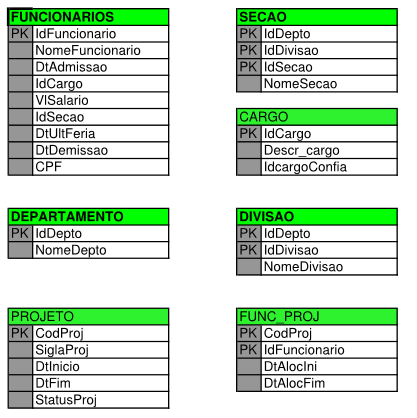 FUNCIONARIOS
PK IdFuncionario
NomeFuncionario
DtAdmissao
IdCargo
VlSalario
IdSecao
DtUltFeria
DtDemissao
CPF
SECAO
PK IdDepto
PK IdDivisao
PK IdSecao
NomeSecao
CARGO
PK IdCargo
Descr_cargo
IdcargoConfia
DEPARTAMENTO
PK IdDepto
NomeDepto
DIVISAO
PK IdDepto
PK IdDivisao
NomeDivisao
PROJETO
PK CodProj
SiglaProj
DtInicio
DtFim
StatusProj
FUNC_PROJ
PK CodProj
PK IdFuncionario
DtAlocIni
DtAlocFim